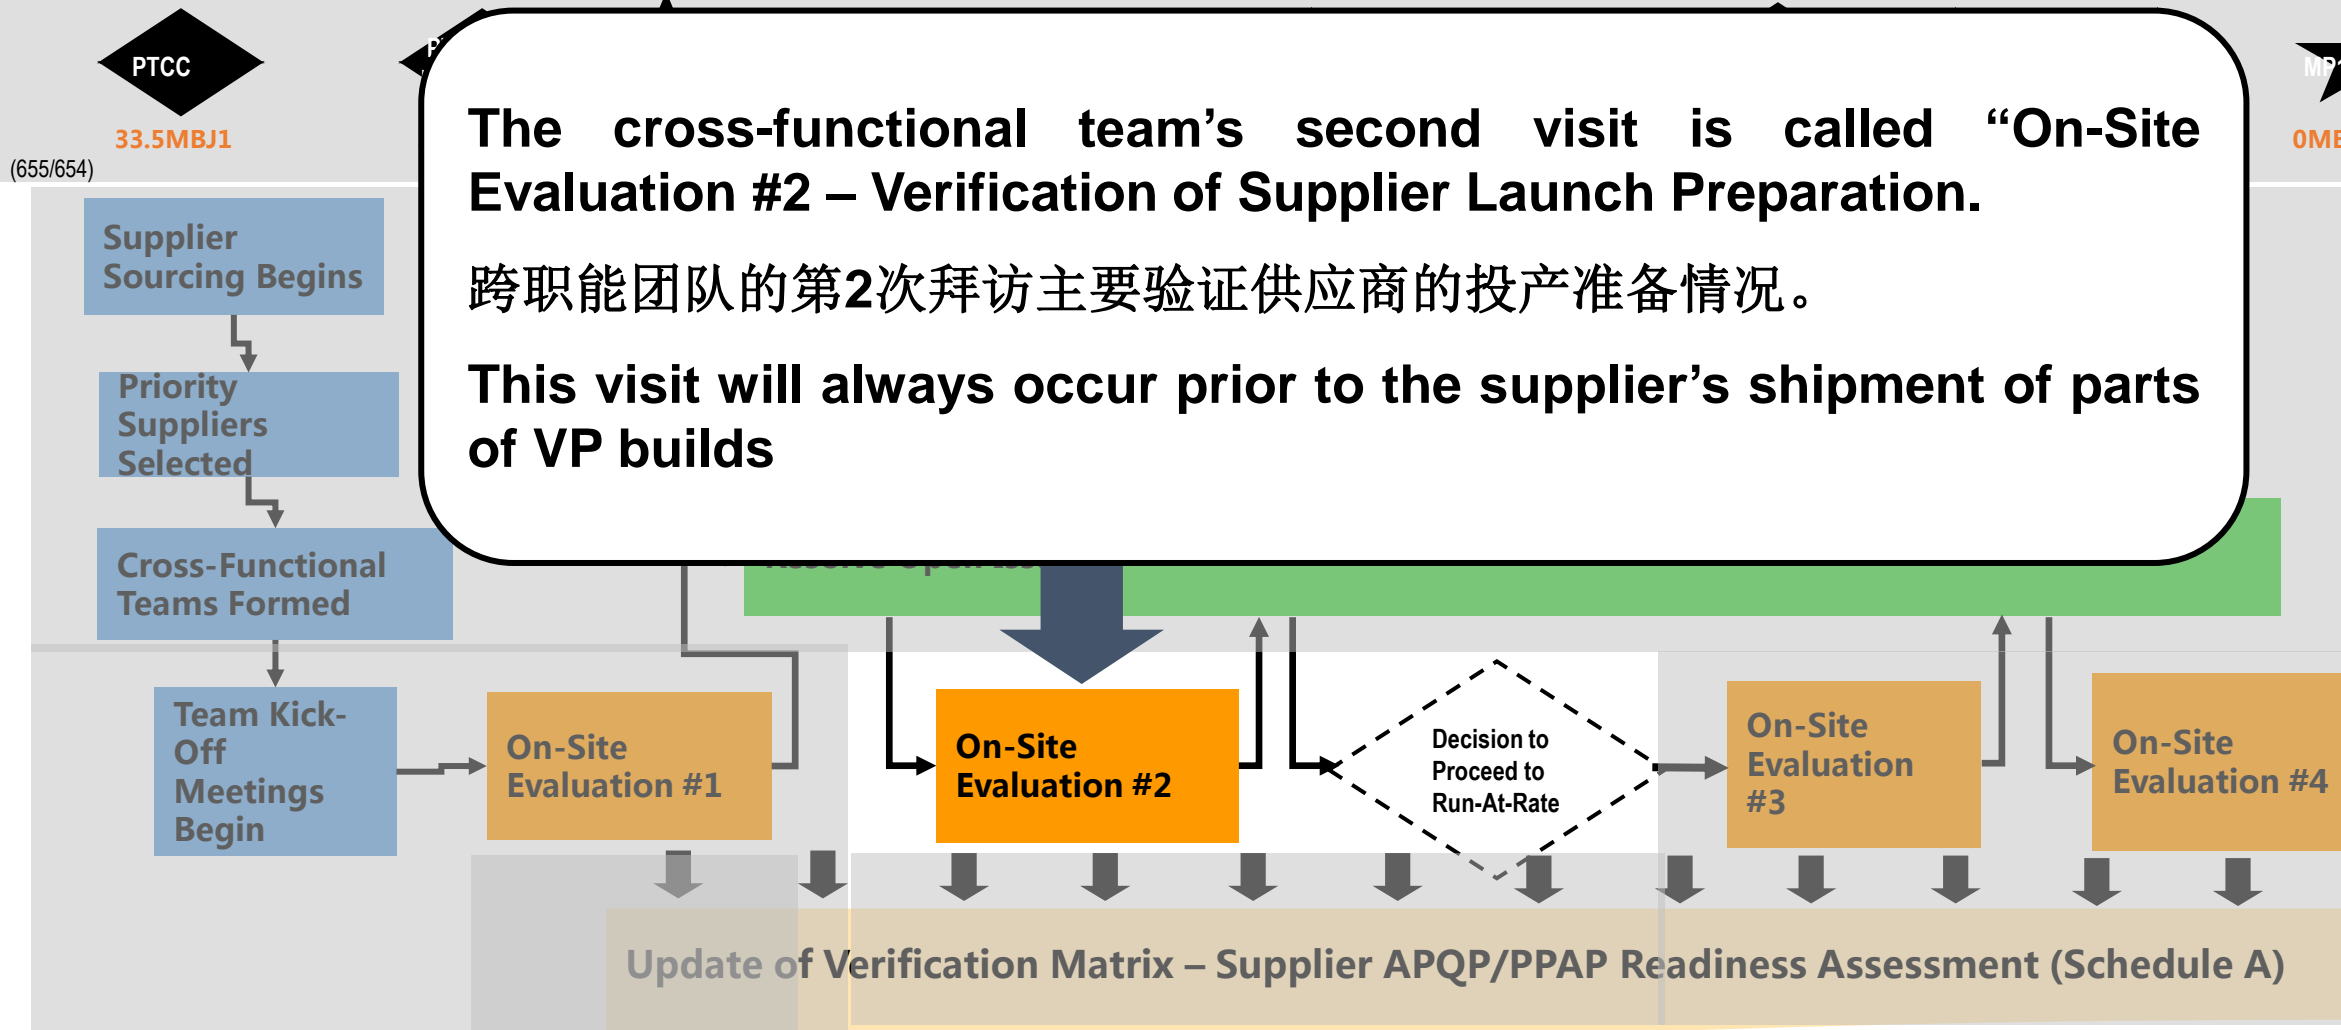 PTCC
33.5MBJ1
(655/654)
The cross-functional team’s second visit is called “On-Site
Evaluation #2 – Verification of Supplier Launch Preparation.
跨职能团队的第2次拜访主要验证供应商的投产准备情况。
This visit will always occur prior to the supplier’s shipment of parts
of VP builds
Supplier
Sourcing Begins
Priority
Suppliers
Selected
Cross-Functional
Teams Formed
Team Kick-
Off
Meetings
Begin
On-Site
Evaluation #1
On-Site
Evaluation #2
Decision to
Proceed to
Run-At-Rate
On-Site
Evaluation
#3
On-Site
Evaluation #4
Update of Verification Matrix – Supplier APQP/PPAP Readiness Assessment (Schedule A)